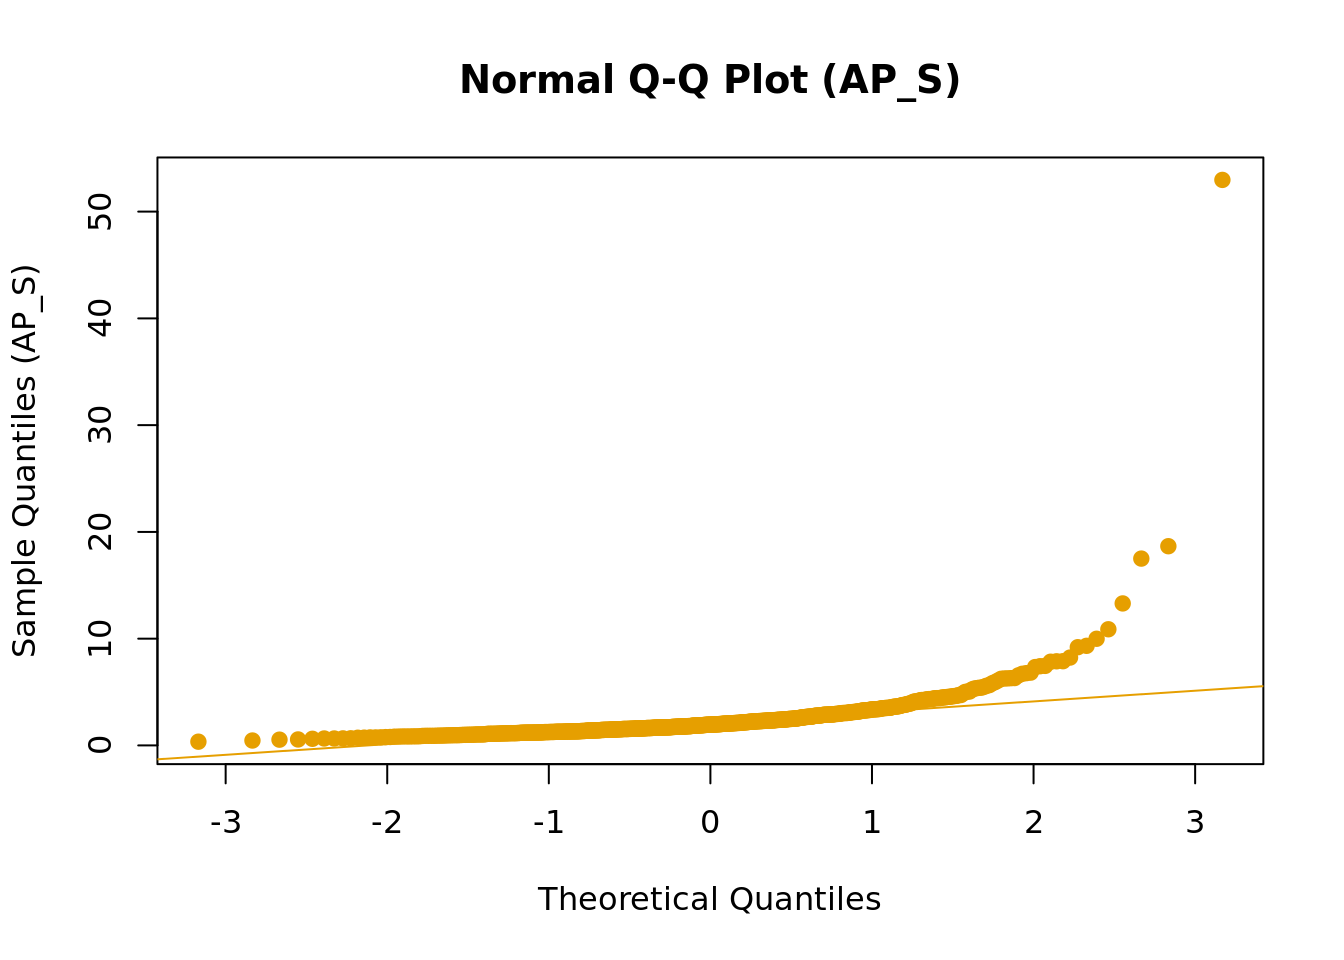 Normal Q-Q Plot (AP_S)
Sample Quantiles (AP_S)
50
40
30
20
10
0
-3 -2 -1 0 1 2 3
Theoretical Quantiles